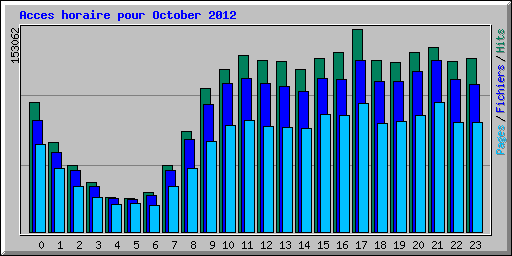 Acces horaire pour October 2012
153062
Pages / Fichiers / Hits
0 1 2 3 4 5 6 7 8 9 10 11 12 13 14 15 16 17 18 19 20 21 22 23